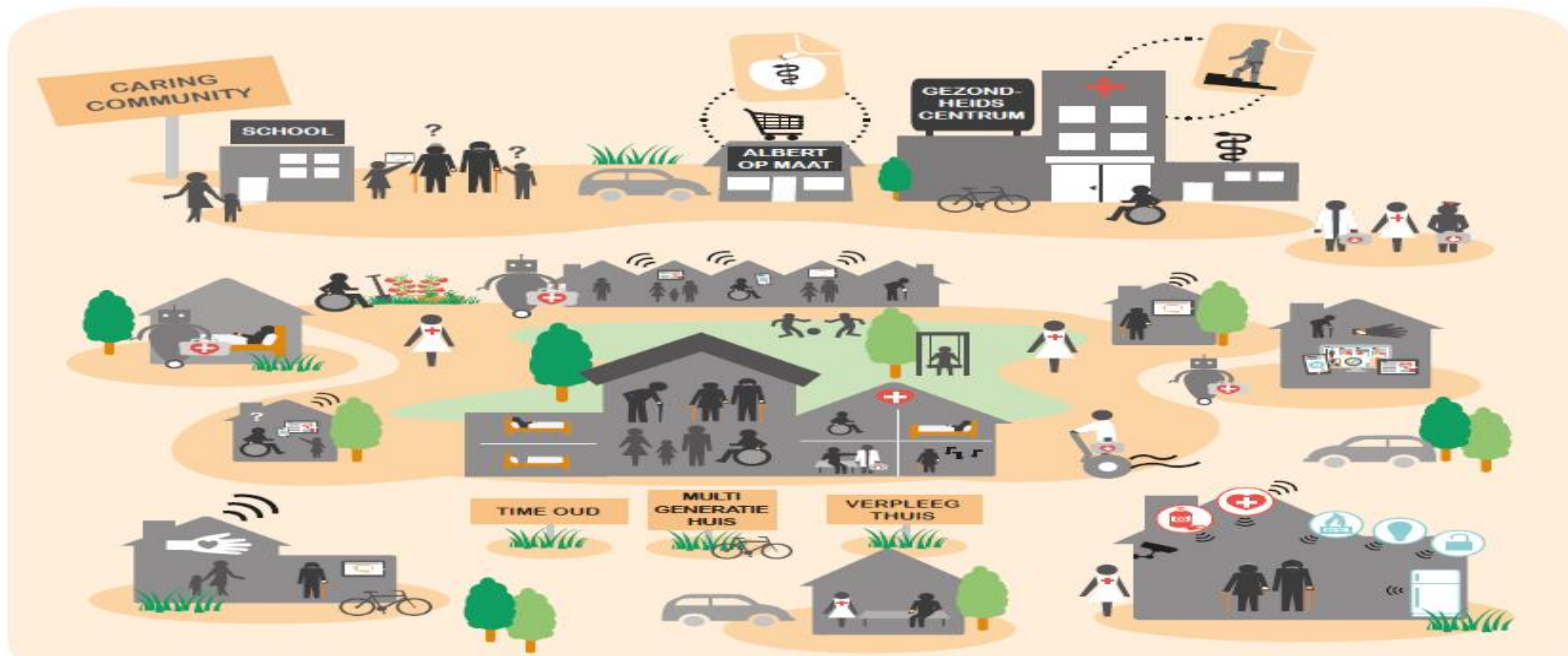 CARING
COMMUNITY
SCHOOL
?
?
ALBERT
OP MAAT
GEZOND-
HEIDS
CENTRUM
?
TIME OUD
MULTI
GENERATIE
HUIS
VERPLEEG
THUIS